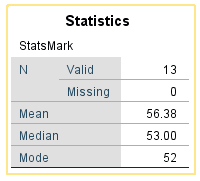 Statistics
StatsMark
N Valid 13
Missing 0
Mean 56.38
Median 53.00
Mode 52